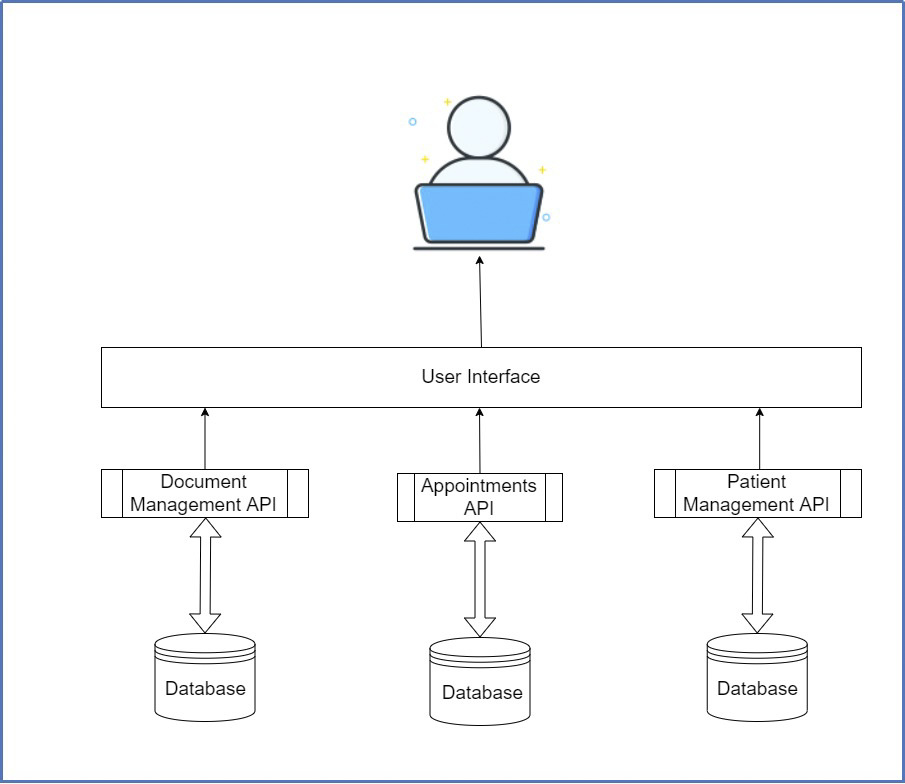 User Interface
Document
Management API
Appointments
API
Patient
Management API
Database
Database
Database